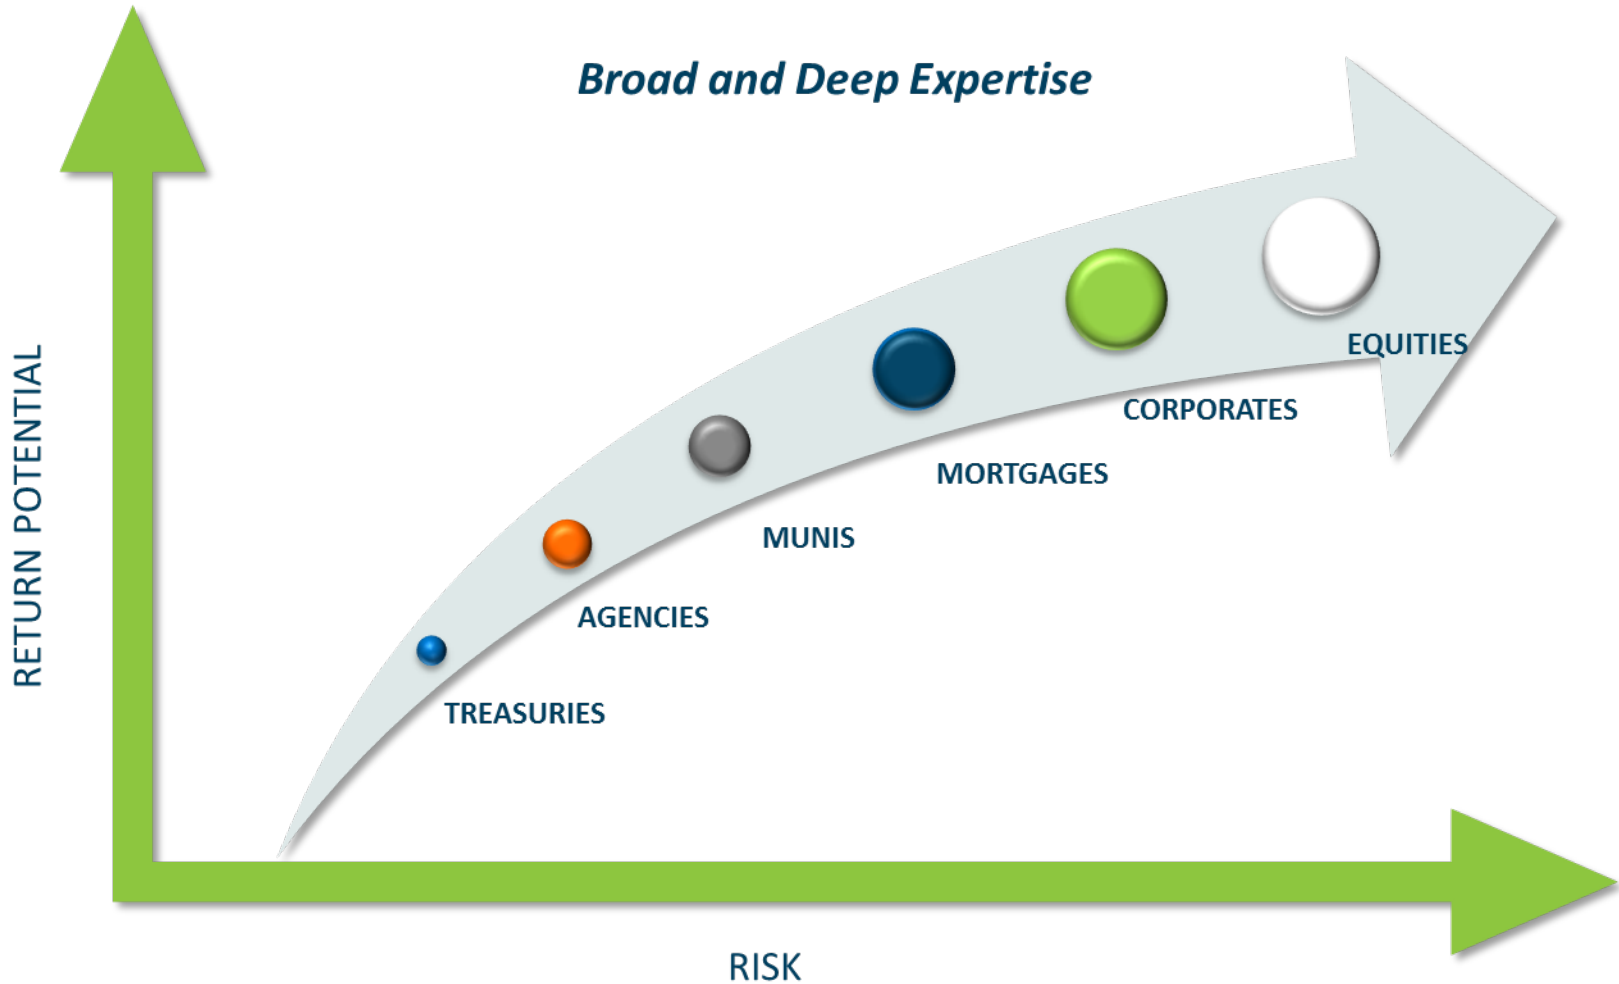 Broad and Deep Expertise
RETURN POTENTIAL
EQUITIES
CORPORATES
MORTGAGES
MUNIS
AGENCIES
TREASURIES
RISK